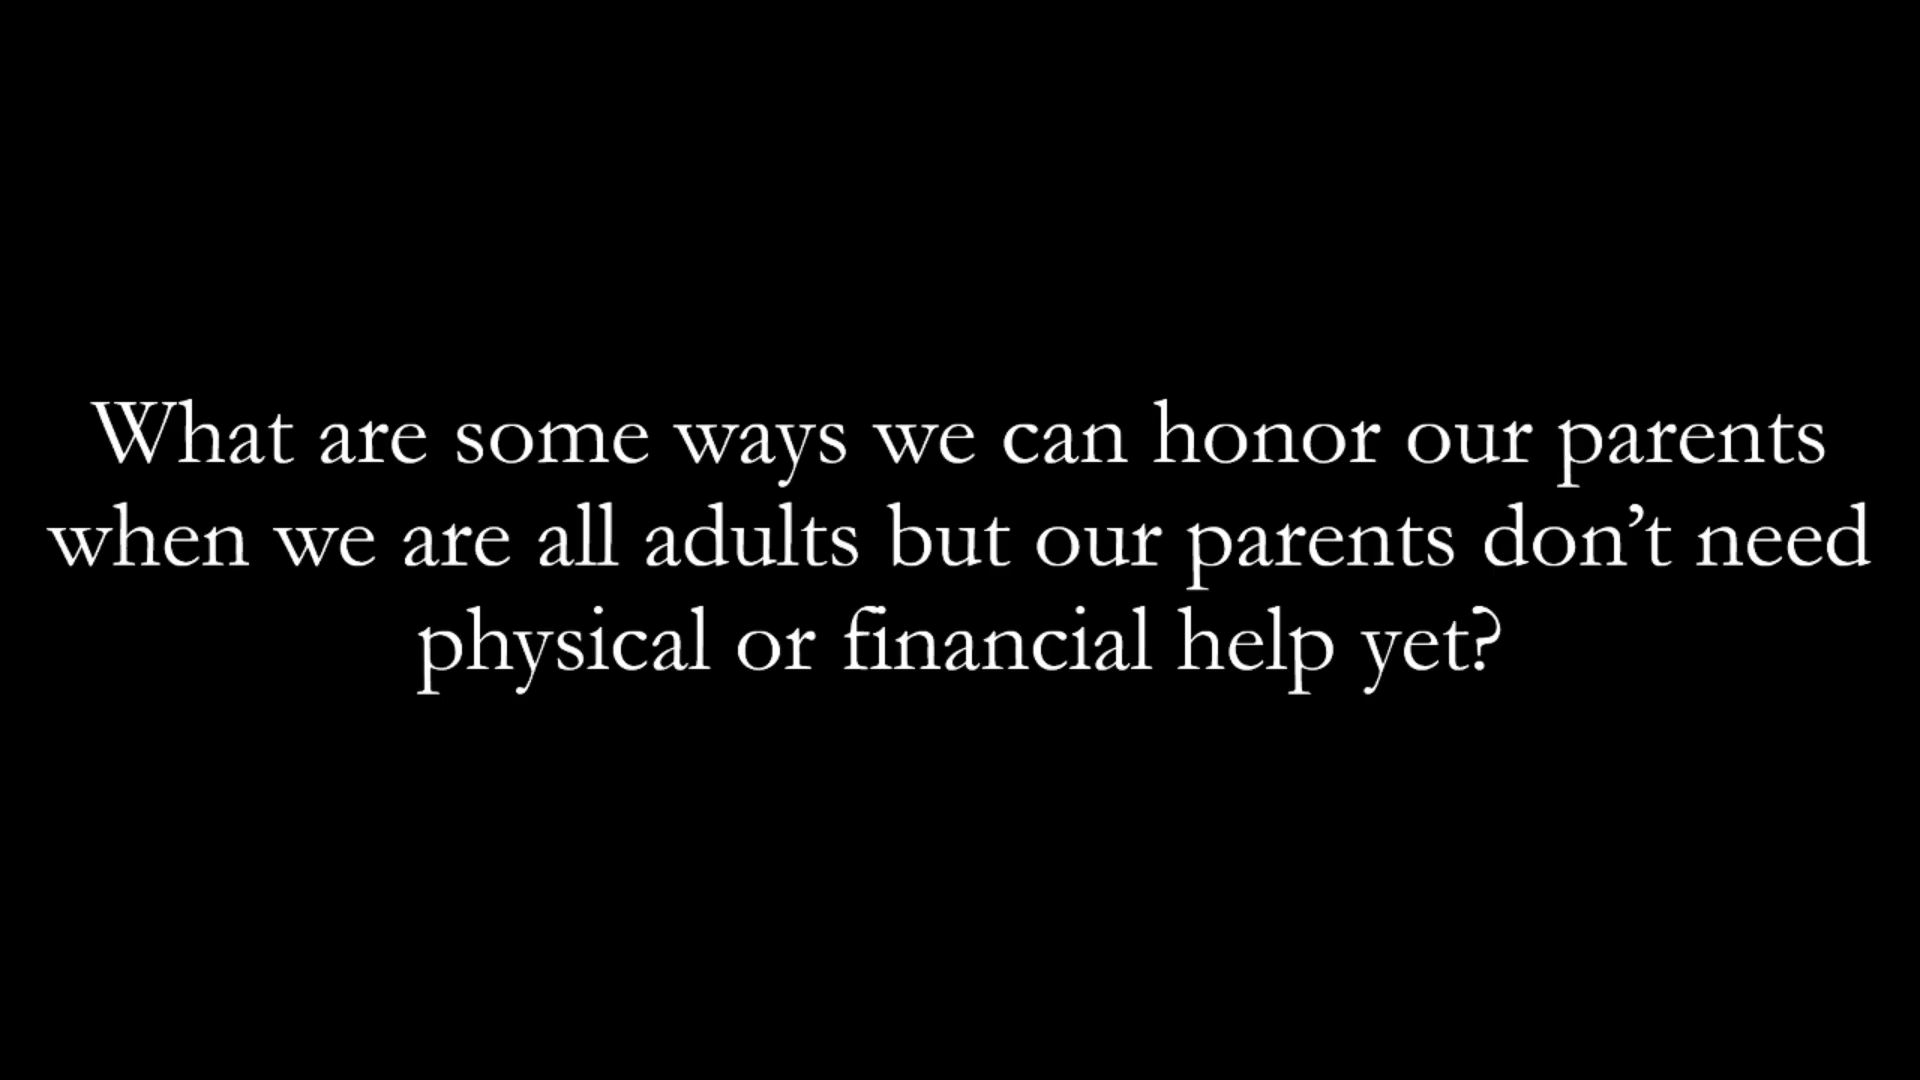 What are some ways we can honor our parents
when we are all adults but our parents don’t need
physical or financial help yet?